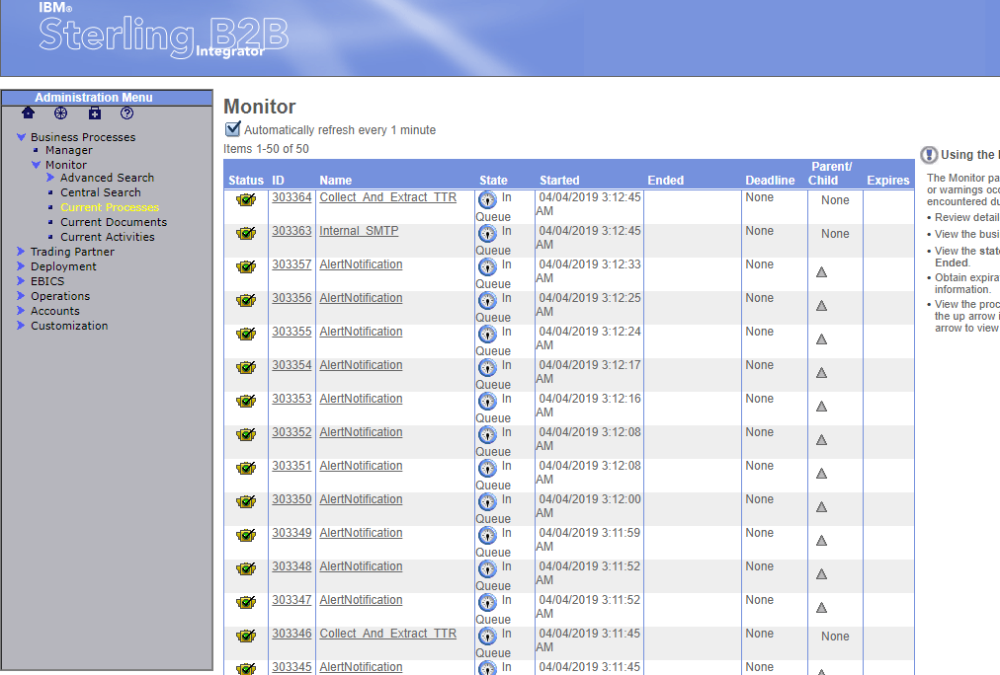 IBM®
Sterling B2B
Integrator
Administration Menu
Business Processes
Manager
Monitor
Advanced Search
Central Search
Current Processes
Current Documents
Current Activities
Trading Partner
Deployment
EBICS
Operations
Accounts
Customization
Monitor
Automatically refresh every 1 minute
Items 1-50 of 50
Status ID Name State Started Ended Deadline Parent/ Child Expires
303364 Collect_And_Extract_TTR In Queue 04/04/2019 3:12:45 AM None None
303363 Internal_SMTP In Queue 04/04/2019 3:12:45 AM None None
303357 AlertNotification In Queue 04/04/2019 3:12:33 AM None
303356 AlertNotification In Queue 04/04/2019 3:12:25 AM None
303355 AlertNotification In Queue 04/04/2019 3:12:24 AM None
303354 AlertNotification In Queue 04/04/2019 3:12:17 AM None
303353 AlertNotification In Queue 04/04/2019 3:12:16 AM None
303352 AlertNotification In Queue 04/04/2019 3:12:08 AM None
303351 AlertNotification In Queue 04/04/2019 3:12:08 AM None
303350 AlertNotification In Queue 04/04/2019 3:12:00 AM None
303349 AlertNotification In Queue 04/04/2019 3:11:59 AM None
303348 AlertNotification In Queue 04/04/2019 3:11:52 AM None
303347 AlertNotification In Queue 04/04/2019 3:11:52 AM None
303346 Collect_And_Extract_TTR In Queue 04/04/2019 3:11:45 AM None None
303345 AlertNotification In 04/04/2019 3:11:45 None
Using the
The Monitor pa
or warnings occ
encountered du
• Review detail
• View the busi
• View the state
Ended.
• Obtain expira
information.
• View the proc
the up arrow i
arrow to view